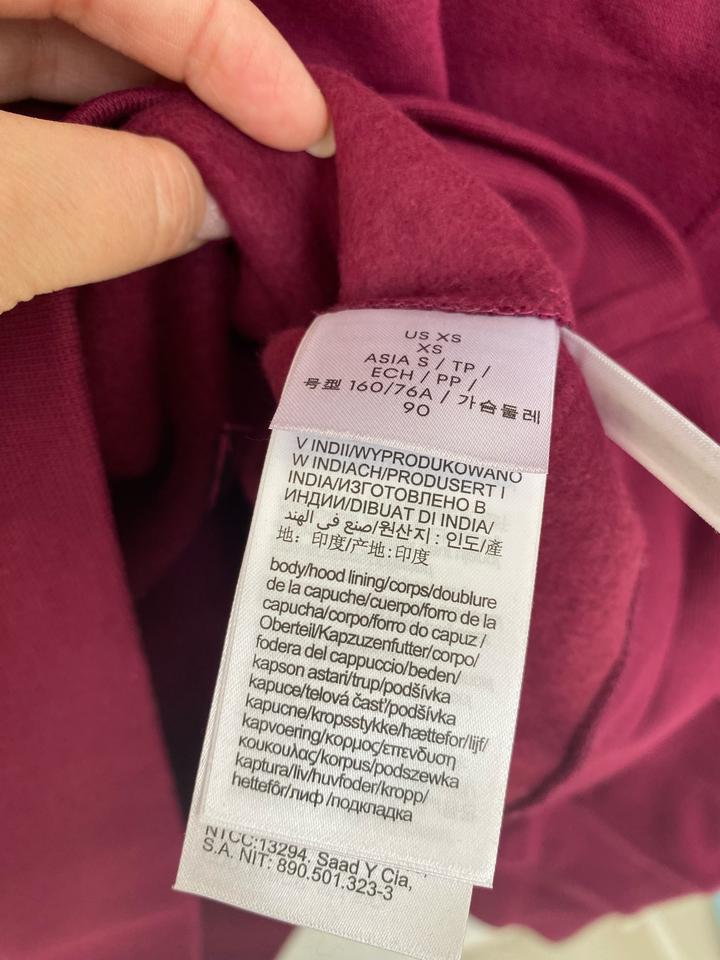 US XS
XS
ASIA S / TP /
ECH / PP /
号型 160/76A / 가슴둘레
90
V INDII/WYPRODUKOWANO
W INDIACH/PRODUSERT I
INDIA/ИЗГОТОВЛЕНО В
ИНДИИ/DIBUAT DI INDIA/
صنع في الهند/원산지 : 인도/產
地：印度/产地:印度
body/hood lining/corps/doublure
de la capuche/cuerpo/forro de la
capucha/corpo/forro do capuz /
Oberteil/Kapzuzenfutter/corpo/
fodera del cappuccio/beden/
kapson astari/trup/podšívka
kapuce/telová časť/podšívka
kapucne/kropsstykke/hættefor/lijf/
kapvoering/κορμος/επενδυση
κουκουλας/korpus/podszewka
kaptura/liv/huvfoder/kropp/
hettefôr/лиф /подкладка
NTCC:13294. Saad Y Cia,
S.A. NIT: 890.501.323-3